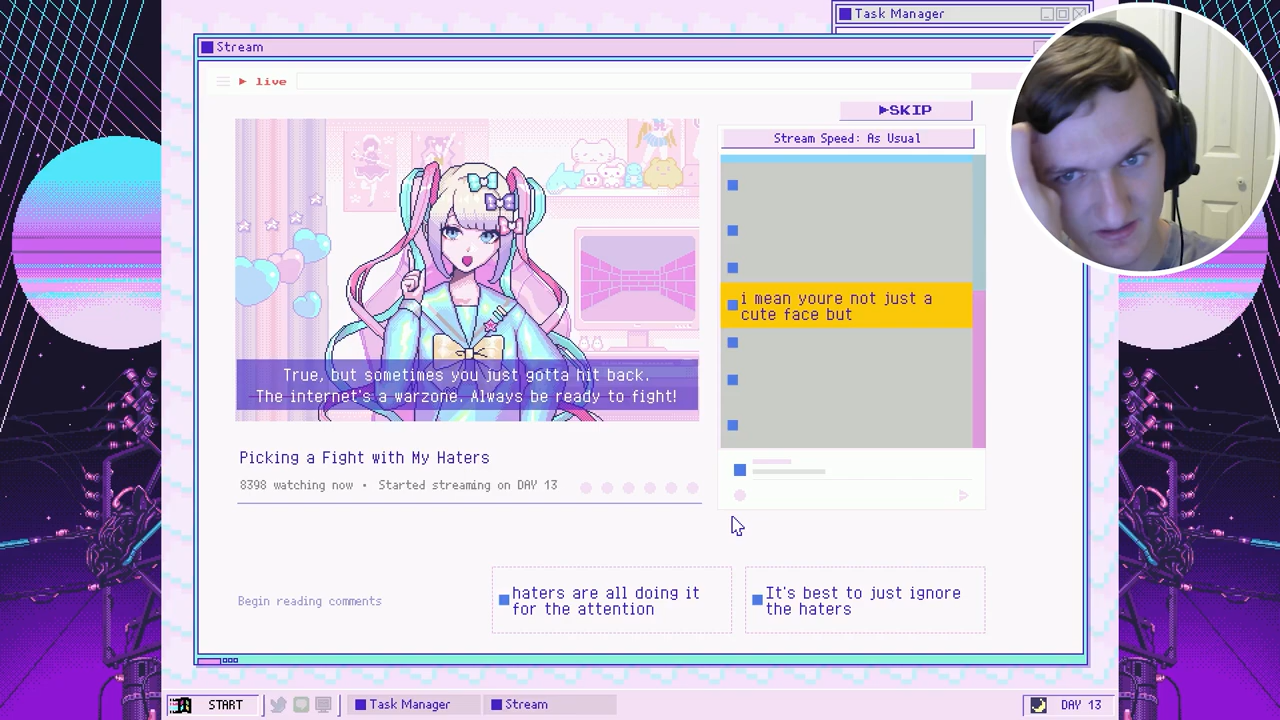 Task Manager
Stream
live
▶SKIP
Stream Speed: As Usual
i mean youre not just a
cute face but
True, but sometimes you just gotta hit back.
The internet's a warzone. Always be ready to fight!
Picking a Fight with My Haters
8398 watching now • Started streaming on DAY 13
Begin reading comments
haters are all doing it
for the attention
It's best to just ignore
the haters
START
Task Manager
Stream
DAY 13